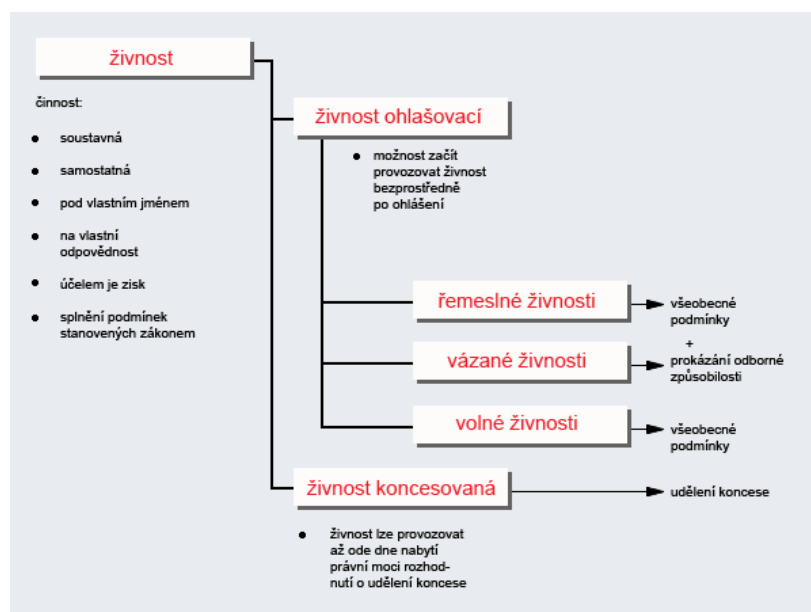 živnost
činnost:
• soustavná
• samostatná
• pod vlastním jménem
• na vlastní
odpovědnost
• účelem je zisk
• splnění podmínek
stanovených zákonem
živnost ohlašovací
• možnost začít
provozovat živnost
bezprostředně
po ohlášení
řemeslné živnosti
všeobecné
podmínky
+
prokázání odborné
způsobilosti
vázané živnosti
volné živnosti
všeobecné
podmínky
živnost koncesovaná
udělení koncese
• živnost lze provozovat
až ode dne nabytí
právní moci rozhod-
nutí o udělení koncese